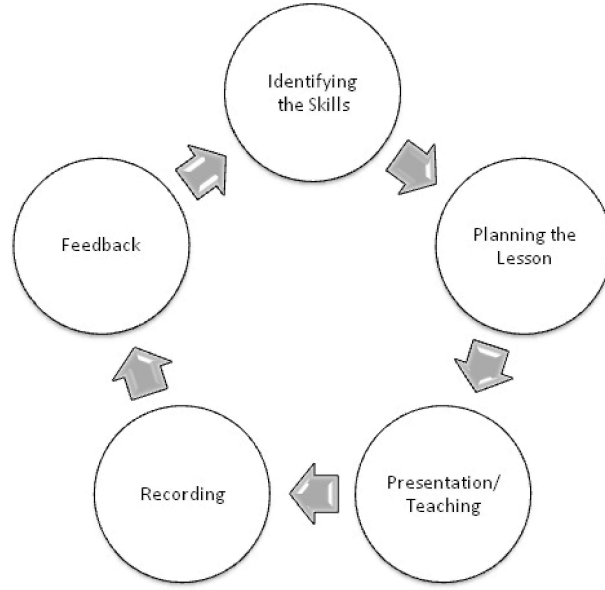 Identifying
the Skills
Planning the
Lesson
Presentation/
Teaching
Recording
Feedback